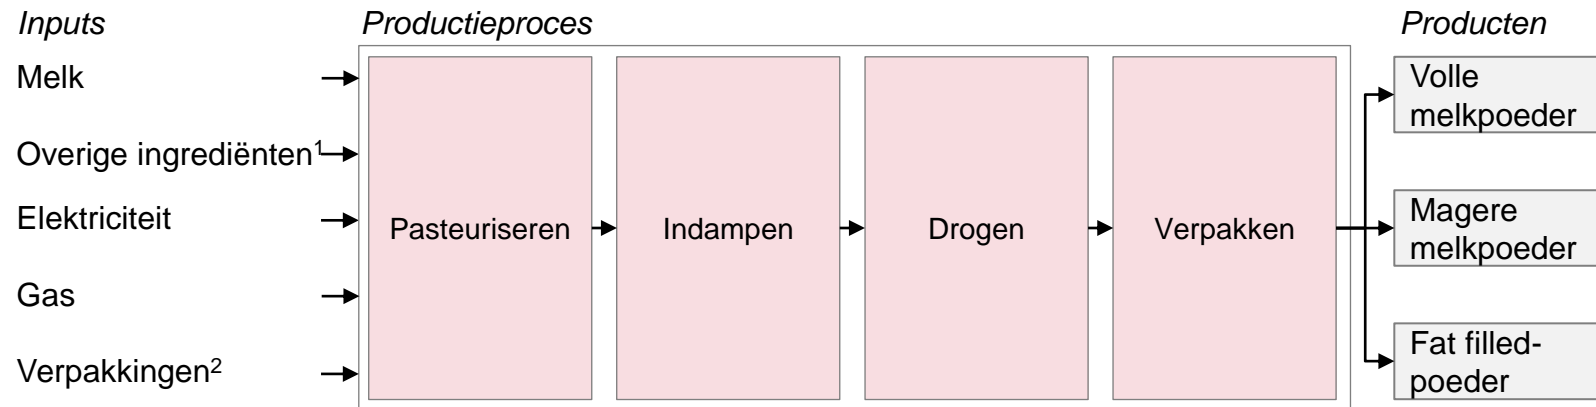 Inputs
Productieproces
Producten
Melk
Overige ingrediënten1
Elektriciteit
Gas
Verpakkingen2
Pasteuriseren
Indampen
Drogen
Verpakken
Volle
melkpoeder
Magere
melkpoeder
Fat filled-
poeder